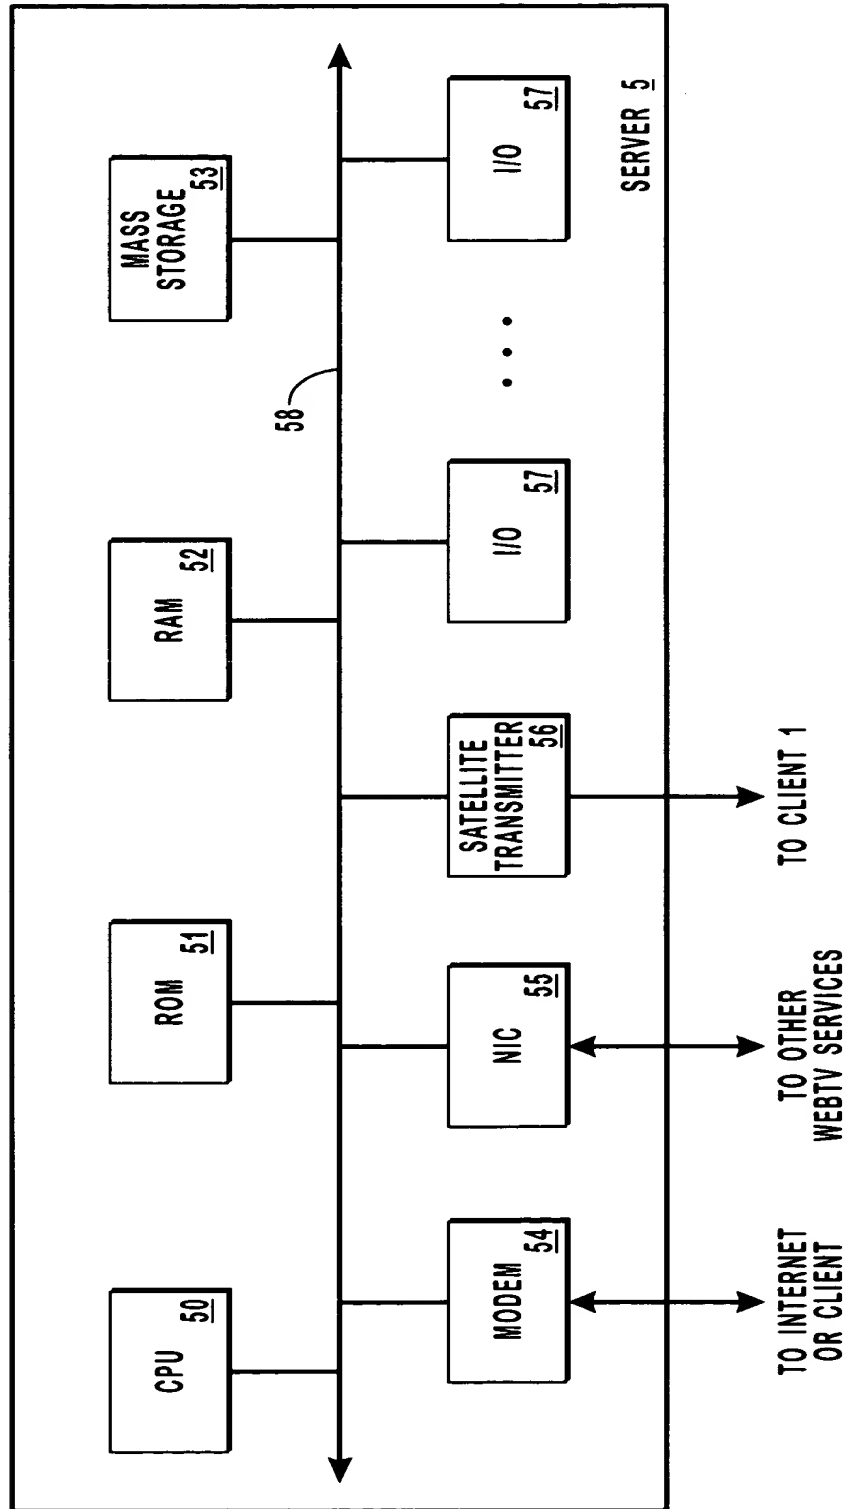 CPU
50
ROM
51
RAM
52
MASS
STORAGE
53
58
MODEM
54
NIC
55
SATELLITE
TRANSMITTER
56
I/O
57
• • •
I/O
57
SERVER 5
TO INTERNET
OR CLIENT
TO OTHER
WEBTV SERVICES
TO CLIENT 1